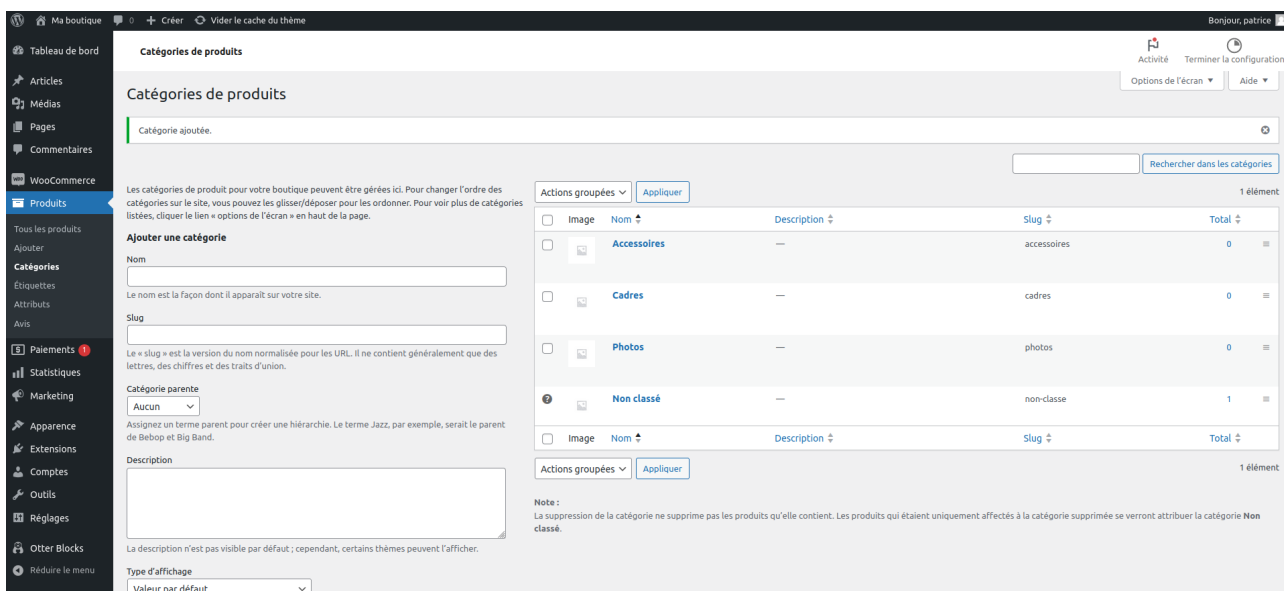 Ma boutique 0 Créer Vider le cache du thème Bonjour, patrice
Tableau de bord
Articles
Médias
Pages
Commentaires
WooCommerce
Produits
Tous les produits
Ajouter
Catégories
Étiquettes
Attributs
Avis
Paiements 1
Statistiques
Marketing
Apparence
Extensions
Comptes
Outils
Réglages
Otter Blocks
Réduire le menu
Catégories de produits
Activité Terminer la configuration
Options de l'écran Aide
Catégories de produits
Catégorie ajoutée.
Rechercher dans les catégories
Les catégories de produit pour votre boutique peuvent être gérées ici. Pour changer l'ordre des
catégories sur le site, vous pouvez les glisser/déposer pour les ordonner. Pour voir plus de catégories
listées, cliquer le lien « options de l'écran » en haut de la page.
Ajouter une catégorie
Nom
Le nom est la façon dont il apparaît sur votre site.
Slug
Le « slug » est la version du nom normalisée pour les URL. Il ne contient généralement que des
lettres, des chiffres et des traits d'union.
Catégorie parente
Aucun
Assignez un terme parent pour créer une hiérarchie. Le terme Jazz, par exemple, serait le parent
de Bebop et Big Band.
Description
La description n'est pas visible par défaut ; cependant, certains thèmes peuvent l'afficher.
Type d'affichage
Valeur par défaut
Actions groupées Appliquer 1 élément
Image Nom Description Slug Total
Accessoires — accessoires 0
Cadres — cadres 0
Photos — photos 0
Non classé — non-classe 1
Image Nom Description Slug Total
Actions groupées Appliquer 1 élément
Note :
La suppression de la catégorie ne supprime pas les produits qu'elle contient. Les produits qui étaient uniquement affectés à la catégorie supprimée se verront attribuer la catégorie Non
classé.